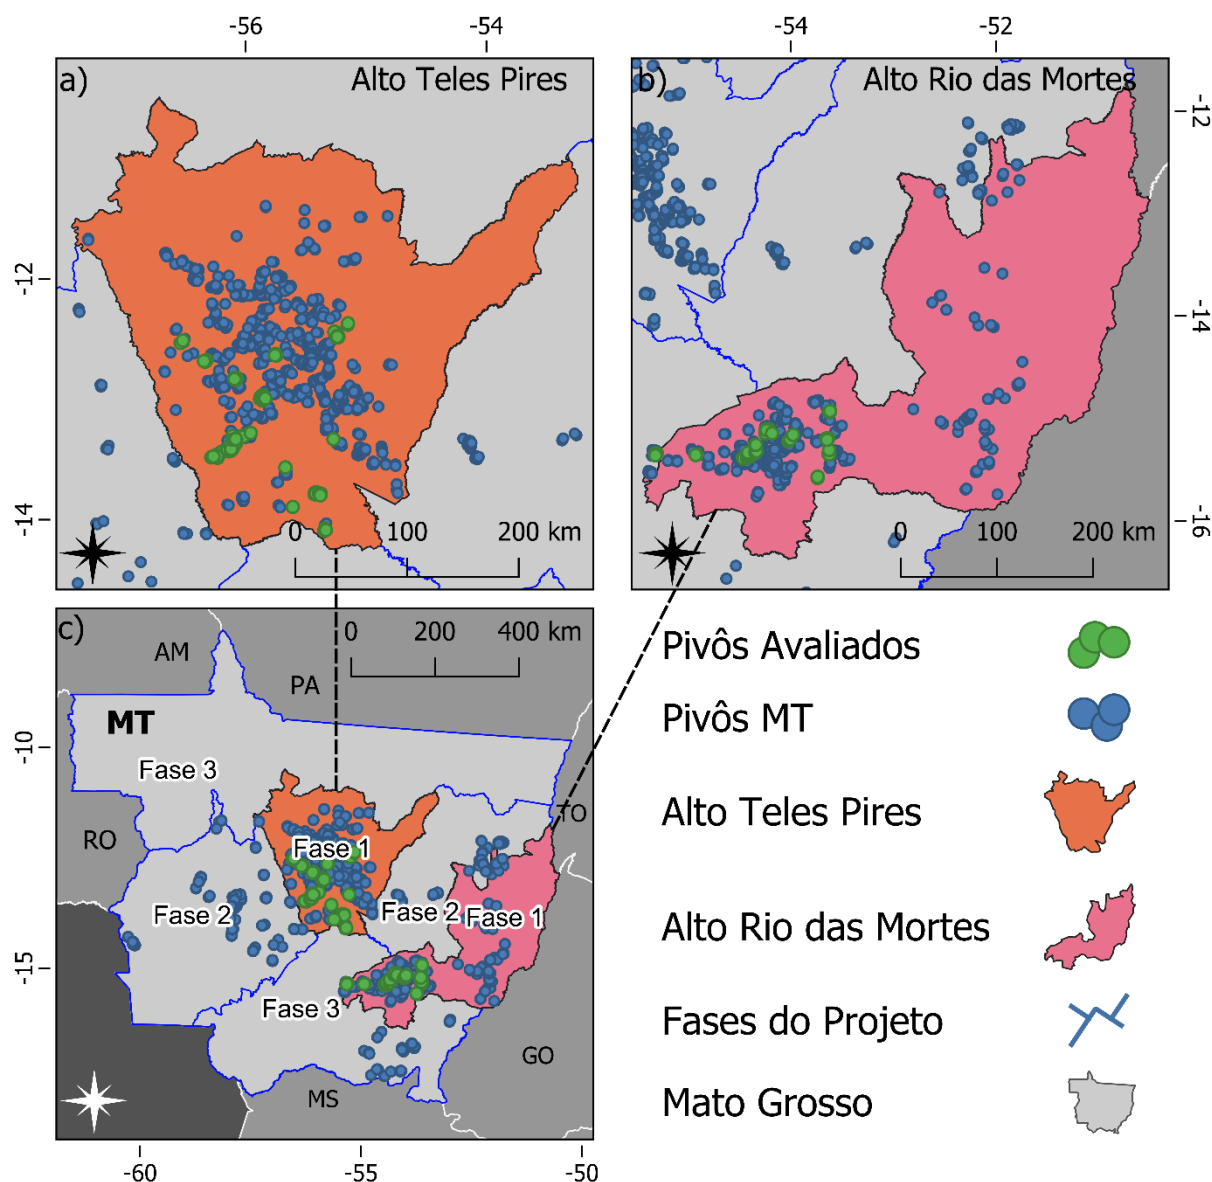 -56
-54
-54
-52
a)
Alto Teles Pires
b)
Alto Rio das Mortes
-12
-14
-12
-14
-16
0
100
200 km
0
100
200 km
c)
0
200
400 km
AM
PA
MT
Fase 3
TO
RO
Fase 1
Fase 2
Fase 2
Fase 1
Fase 3
GO
MS
-10
-15
-60
-55
-50
Pivôs Avaliados
Pivôs MT
Alto Teles Pires
Alto Rio das Mortes
Fases do Projeto
Mato Grosso